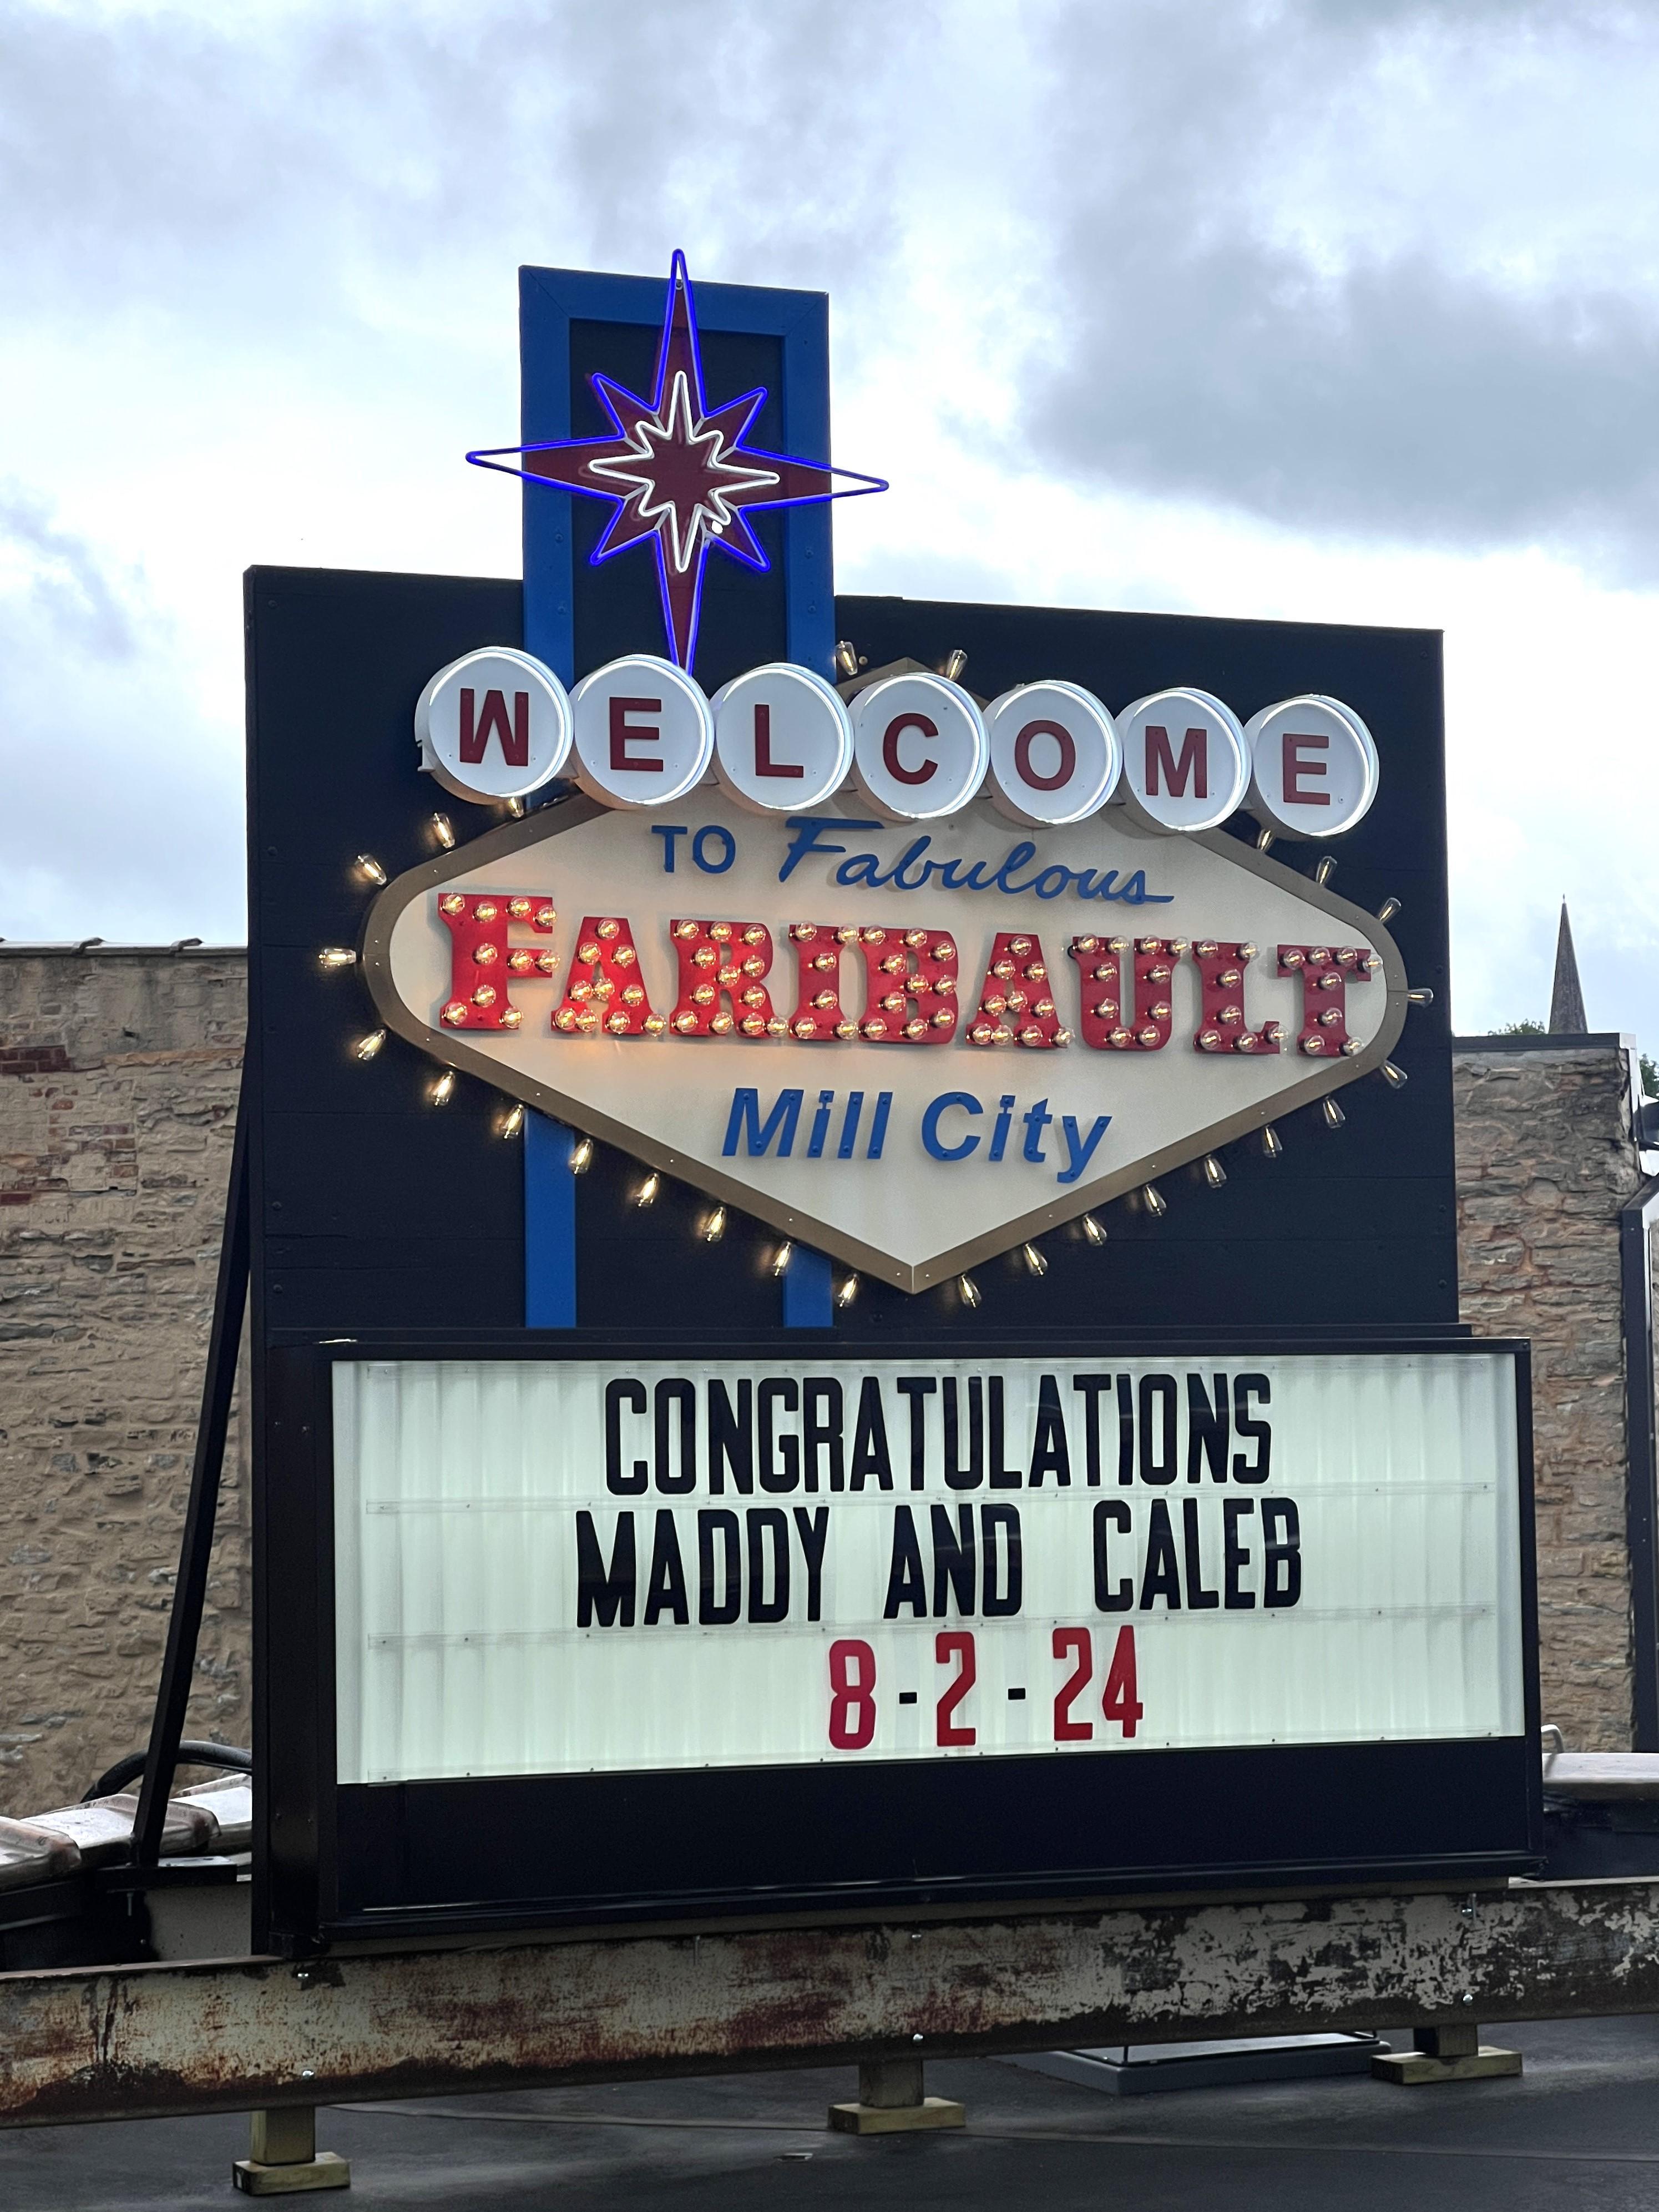 WELCOME
TO Fabulous
FARIBAULT
Mill City
CONGRATULATIONS
MADDY AND CALEB
8-2-24